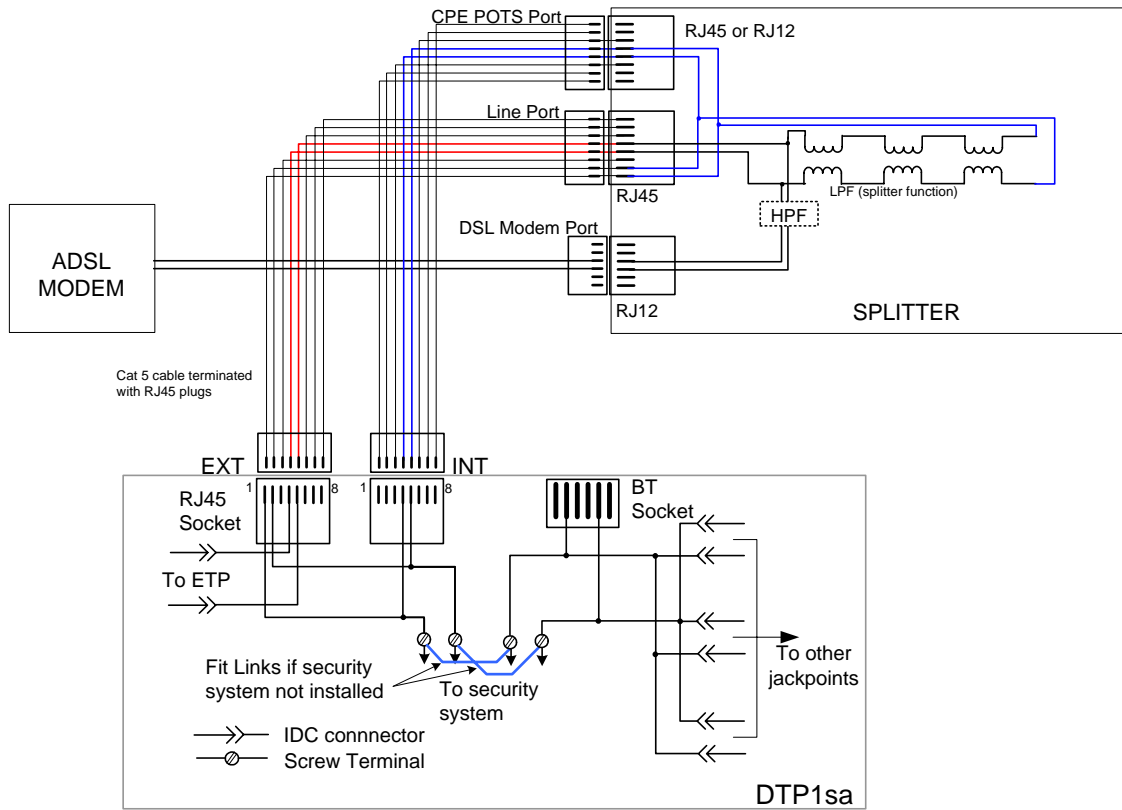 CPE POTS Port
RJ45 or RJ12
Line Port
RJ45
LPF (splitter function)
HPF
DSL Modem Port
RJ12
SPLITTER
ADSL
MODEM
Cat 5 cable terminated
with RJ45 plugs
EXT
INT
1
8
1
8
RJ45
Socket
BT
Socket
To ETP
Fit Links if security
system not installed
To security
system
To other
jackpoints
IDC connnector
Screw Terminal
DTP1sa